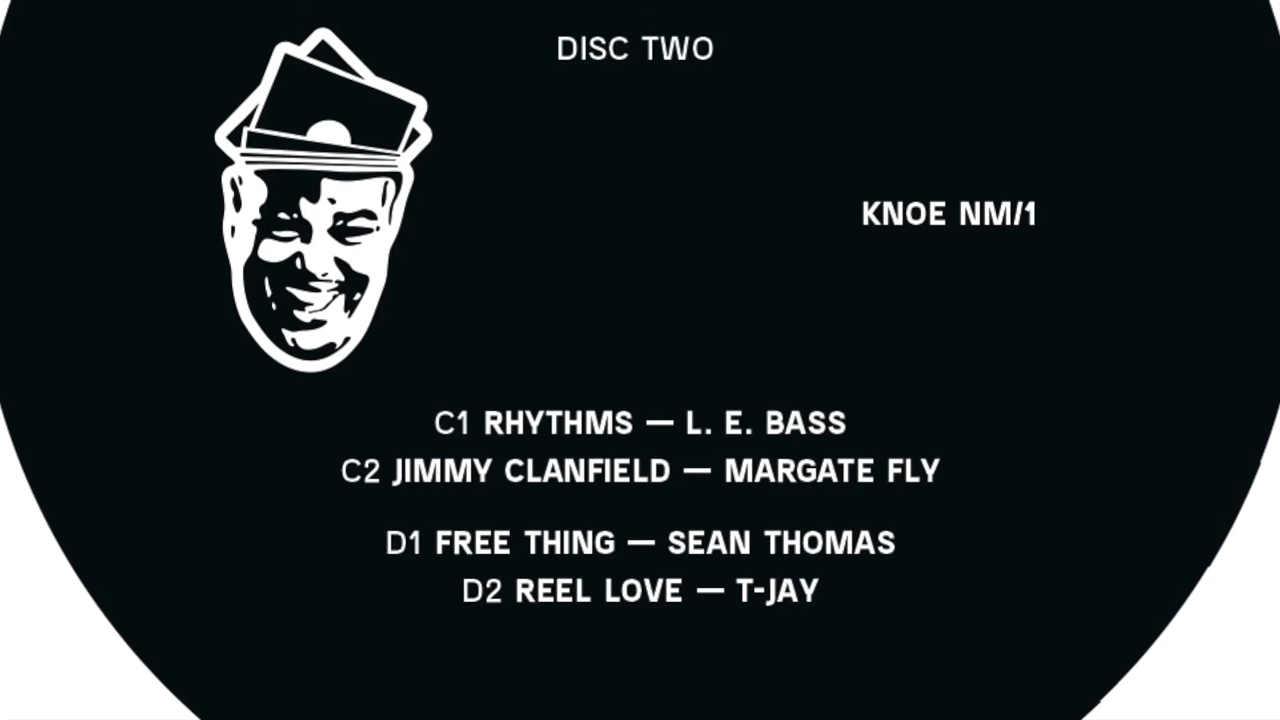 DISC TWO
KNOE NM/1
C1 RHYTHMS — L. E. BASS
C2 JIMMY CLANFIELD — MARGATE FLY
D1 FREE THING — SEAN THOMAS
D2 REEL LOVE — T-JAY